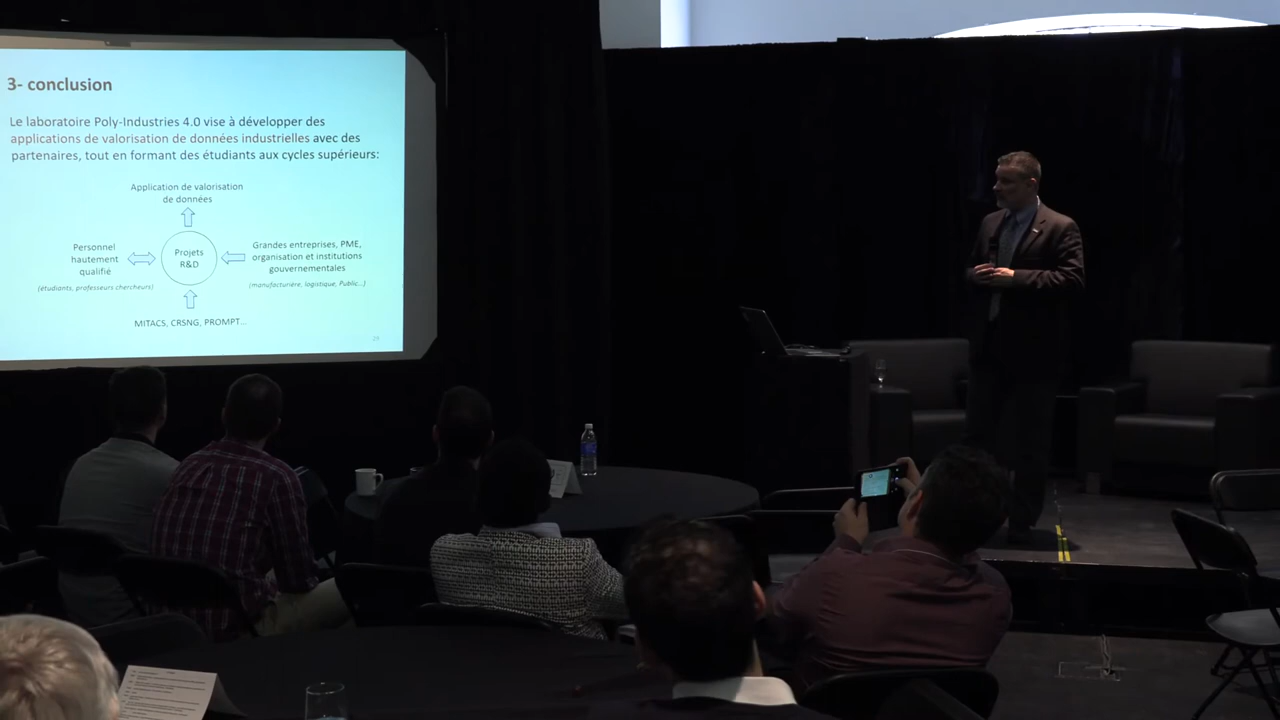 3- conclusion
Le laboratoire Poly-Industries 4.0 vise à développer des
applications de valorisation de données industrielles avec des
partenaires, tout en formant des étudiants aux cycles supérieurs:
Application de valorisation
de données
Personnel
hautement
qualifié
(étudiants, professeurs chercheurs)
Projets
R&D
Grandes entreprises, PME,
organisation et institutions
gouvernementales
(manufacturière, logistique, Public...)
MITACS, CRSNG, PROMPT...